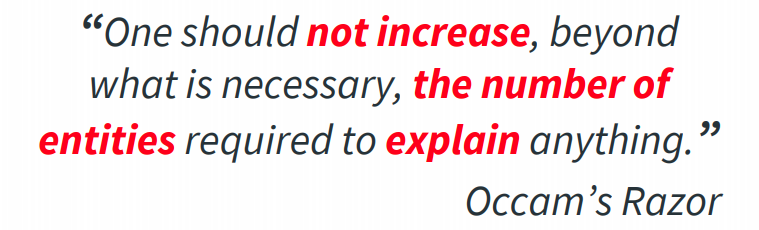 “One should not increase, beyond
what is necessary, the number of
entities required to explain anything.”
Occam’s Razor